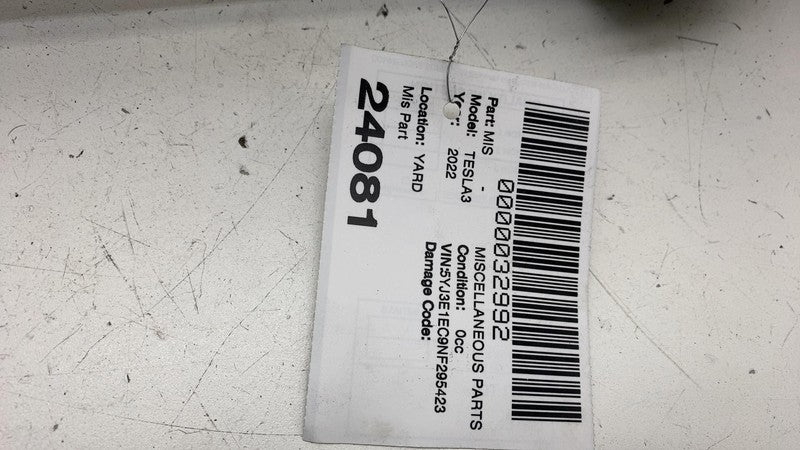 0000032992
Part: MIS - MISCELLANEOUS PARTS
Model: TESLA3 Condition: 0cc
Year: 2022 VIN:5YJ3E1EC9NF295423
Damage Code:
Location: YARD
Mis Part
24081